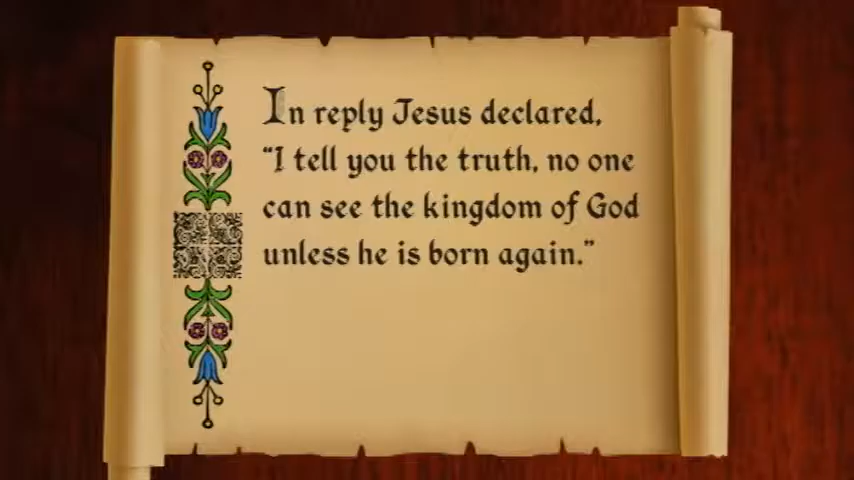 In reply Jesus declared,
“I tell you the truth, no one
can see the kingdom of God
unless he is born again.”